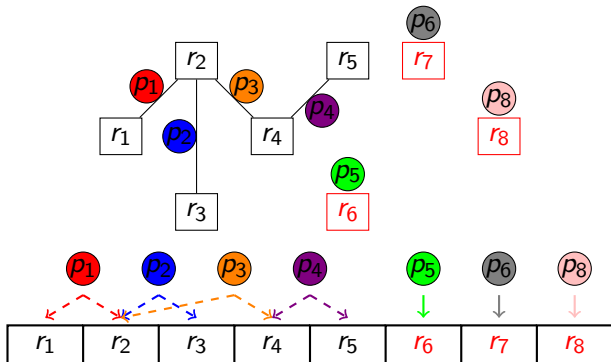 p6
r2 r5 r7
p1 p3 p8
p4
r1 p2 r4 r8
p5
r3 r6
p1 p2 p3 p4 p5 p6 p8
r1 r2 r3 r4 r5 r6 r7 r8